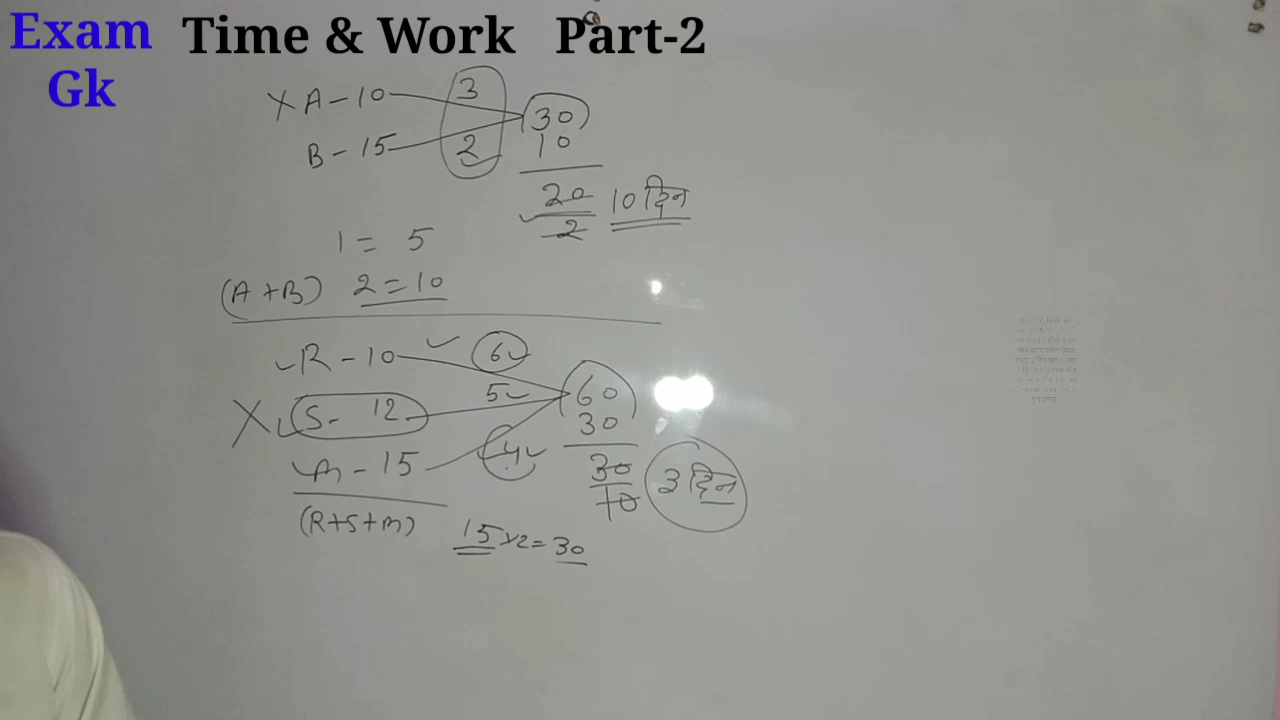 Exam Time & Work Part-2
Gk
X A - 10 3
30
B - 15 2 10
20
2 10 दिन
1 = 5
(A+B) 2 = 10
R - 10 6
60
X S - 12 5
30
m - 15 4 30
10 3 दिन
(R+S+m)
15 x2 = 30